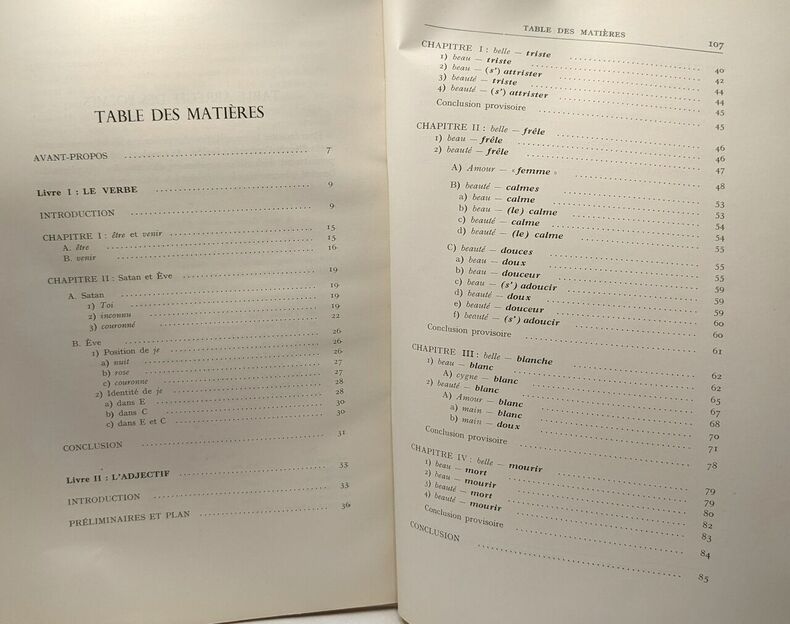 TABLE DES MATIÈRES
AVANT-PROPOS 7
Livre I : LE VERBE 9
INTRODUCTION 9
CHAPITRE I : être et venir 15
A. être 15
B. venir 16
CHAPITRE II : Satan et Ève 19
A. Satan 19
1) Toi 19
2) inconnu 19
3) couronné 22
B. Ève 26
1) Position de je 26
a) nuit 26
b) rose 27
c) couronne 27
2) Identité de je 28
a) dans E 28
b) dans C 30
c) dans E et C 30
CONCLUSION 31
Livre II : L'ADJECTIF 33
INTRODUCTION 33
PRÉLIMINAIRES ET PLAN 36
TABLE DES MATIÈRES 107
CHAPITRE I : belle — triste 40
1) beau — triste 42
2) beau — (s') attrister 44
3) beauté — triste 44
4) beauté — (s') attrister 45
Conclusion provisoire 45
CHAPITRE II : belle — frêle 46
1) beau — frêle 46
2) beauté — frêle 47
A) Amour — «femme» 48
B) beauté — calmes 53
a) beau — calme 53
b) beau — (le) calme 54
c) beauté — calme 54
d) beauté — (le) calme 55
C) beauté — douces 55
a) beau — doux 55
b) beau — douceur 59
c) beau — (s') adoucir 59
d) beauté — doux 59
e) beauté — douceur 60
f) beauté — (s') adoucir 60
Conclusion provisoire 61
CHAPITRE III : belle — blanche 62
1) beau — blanc 62
A) cygne — blanc 65
2) beauté — blanc 67
A) Amour — blanc 68
a) main — blanc 70
b) main — doux 71
Conclusion provisoire 78
CHAPITRE IV : belle — mourir 79
1) beau — mort 79
2) beau — mourir 80
3) beauté — mort 82
4) beauté — mourir 83
Conclusion provisoire 84
CONCLUSION 85